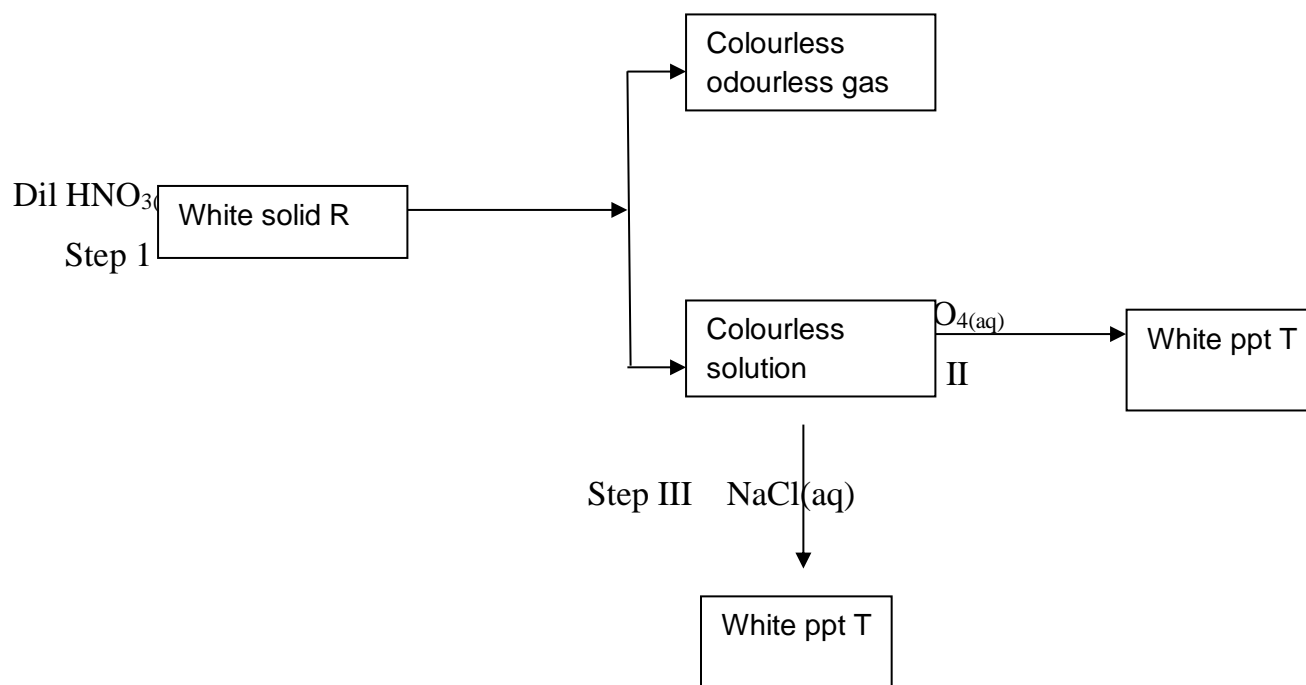 Colourless
odourless gas
Dil HNO₃₍
White solid R
Step 1
Colourless
solution
O₄₍aq₎
II
White ppt T
Step III NaCl(aq)
White ppt T